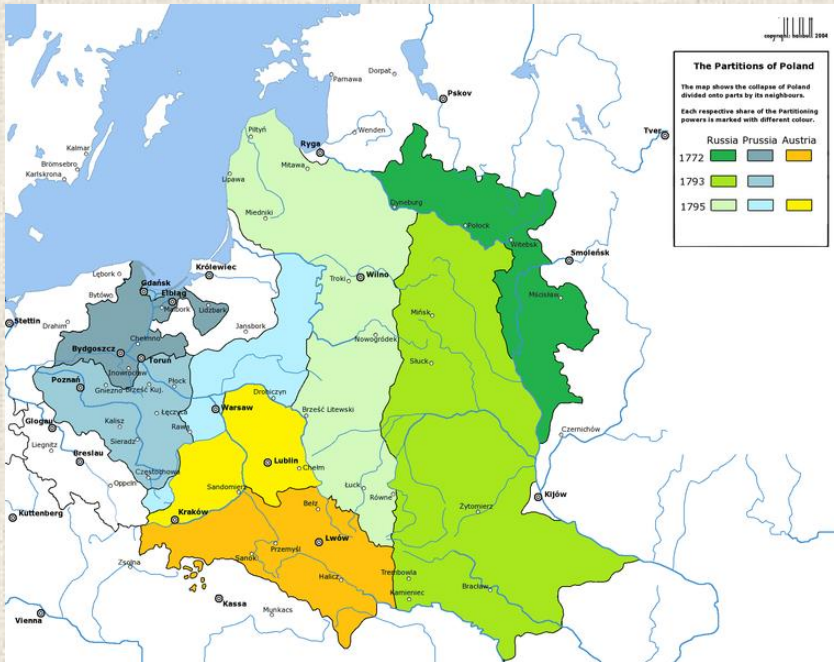 copyright: halibutt 2004
The Partitions of Poland
The map shows the collapse of Poland
divided onto parts by its neighbours.
Each respective share of the Partitioning
powers is marked with different colour.
Russia Prussia Austria
1772
1793
1795
Parnawa
Dorpat
Pskov
Tver
Piltyń
Wenden
Ryga
Kalmar
Brömsebro
Karlskrona
Mitawa
Lipawa
Dyneburg
Miedniki
Połock
Witebsk
Smoleńsk
Królewiec
Wilno
Troki
Lębork
Gdańsk
Elbląg
Bytów
Malbork
Lidzbark
Mścisław
Mińsk
Stettin
Drahim
Jansbork
Nowogródek
Chełmno
Bydgoszcz
Toruń
Słuck
Inowrocław
Poznań
Gniezno
Brześć Kuj.
Płock
Drohiczyn
Warsaw
Brześć Litewski
Łęczyca
Kalisz
Rawa
Głogau
Sieradz
Czernichów
Liegnitz
Breslau
Lublin
Chełm
Częstochowa
Oppeln
Sandomierz
Łuck
Równe
Kijów
Bełz
Żytomierz
Kuttenberg
Kraków
Lwów
Przemyśl
Sanok
Zsolna
Halicz
Trembowla
Kamieniec
Bracław
Kassa
Munkacs
Vienna